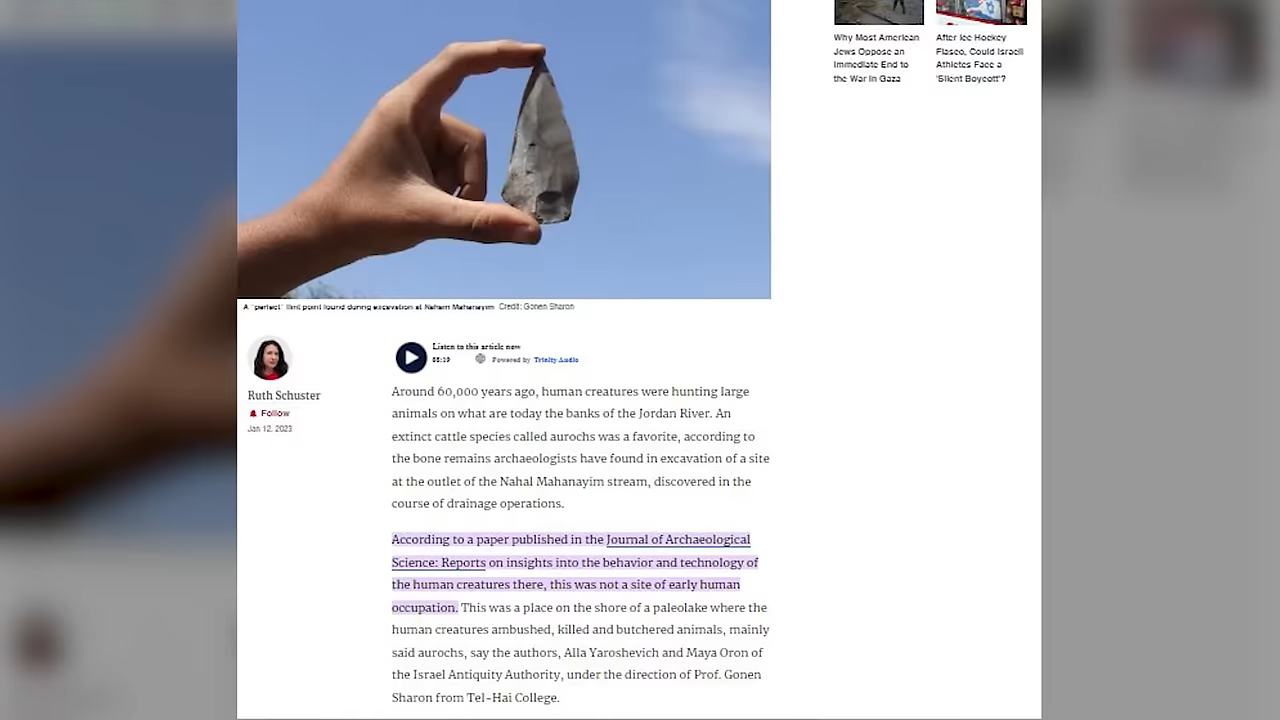 Why Most American
Jews Oppose an
Immediate End to
the War in Gaza
After Ice Hockey
Fiasco, Could Israeli
Athletes Face a
'Silent Boycott'?
A "perfect" flint point found during excavation at Naham Mahanayim Credit: Gonen Sharon
Ruth Schuster
Follow
Jan 12, 2023
Listen to this article now
08:19 Powered by Trinity Audio
Around 60,000 years ago, human creatures were hunting large
animals on what are today the banks of the Jordan River. An
extinct cattle species called aurochs was a favorite, according to
the bone remains archaeologists have found in excavation of a site
at the outlet of the Nahal Mahanayim stream, discovered in the
course of drainage operations.
According to a paper published in the Journal of Archaeological
Science: Reports on insights into the behavior and technology of
the human creatures there, this was not a site of early human
occupation. This was a place on the shore of a paleolake where the
human creatures ambushed, killed and butchered animals, mainly
said aurochs, say the authors, Alla Yaroshevich and Maya Oron of
the Israel Antiquity Authority, under the direction of Prof. Gonen
Sharon from Tel-Hai College.